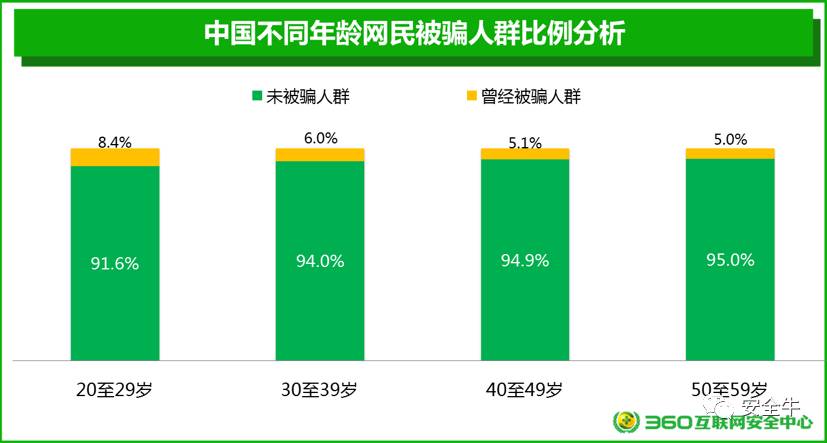 中国不同年龄网民被骗人群比例分析
未被骗人群 曾经被骗人群
8.4% 6.0% 5.1% 5.0%
91.6% 94.0% 94.9% 95.0%
20至29岁 30至39岁 40至49岁 50至59岁
安全牛
360互联网安全中心